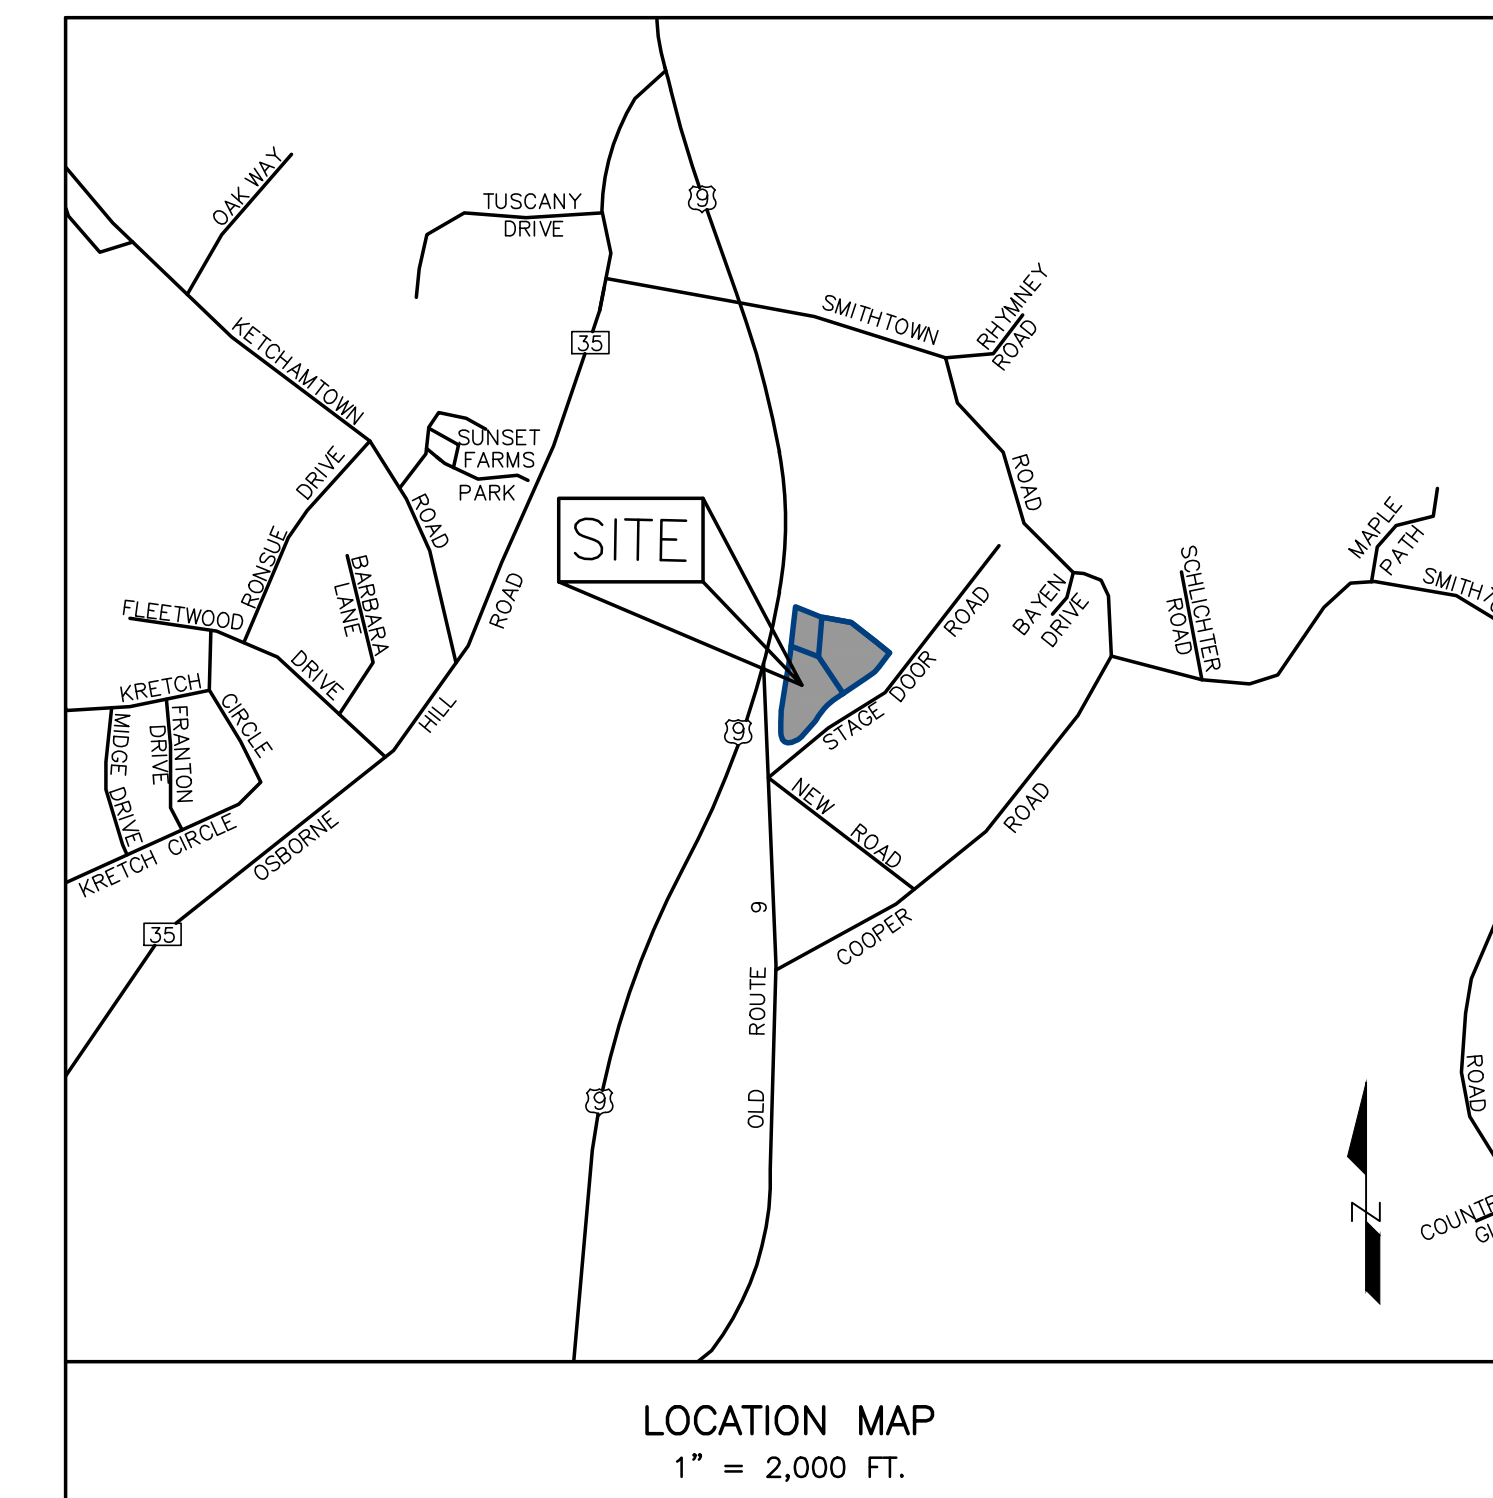 OAK WAY
TUSCANY
DRIVE
9
RHYMNEY
ROAD
SMITHTOWN
KETCHAMTOWN
35
SUNSET
FARMS
PARK
DRIVE
RONSUE
ROAD
ROAD
MAPLE
PATH
SITE
BARBARA
LANE
ROAD
FLEETWOOD
DRIVE
BAYEN
DRIVE
SCHLICHTER
ROAD
ROAD
STAGE DOOR
KRETCH
CIRCLE
HILL
9
MIDGE DRIVE
FRANTON
DRIVE
NEW ROAD
ROAD
KRETCH CIRCLE
OSBORNE
35
COOPER
OLD ROUTE 9
9
ROAD
N
LOCATION MAP
1" = 2,000 FT.